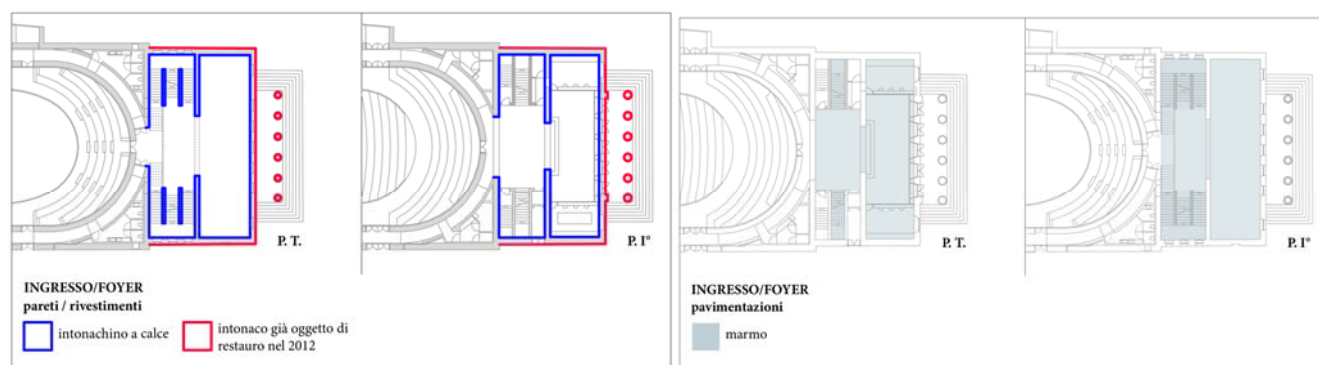 P. T.
P. I°
INGRESSO/FOYER
pareti / rivestimenti
intonachino a calce
intonaco già oggetto di
restauro nel 2012
P. T.
P. I°
INGRESSO/FOYER
pavimentazioni
marmo